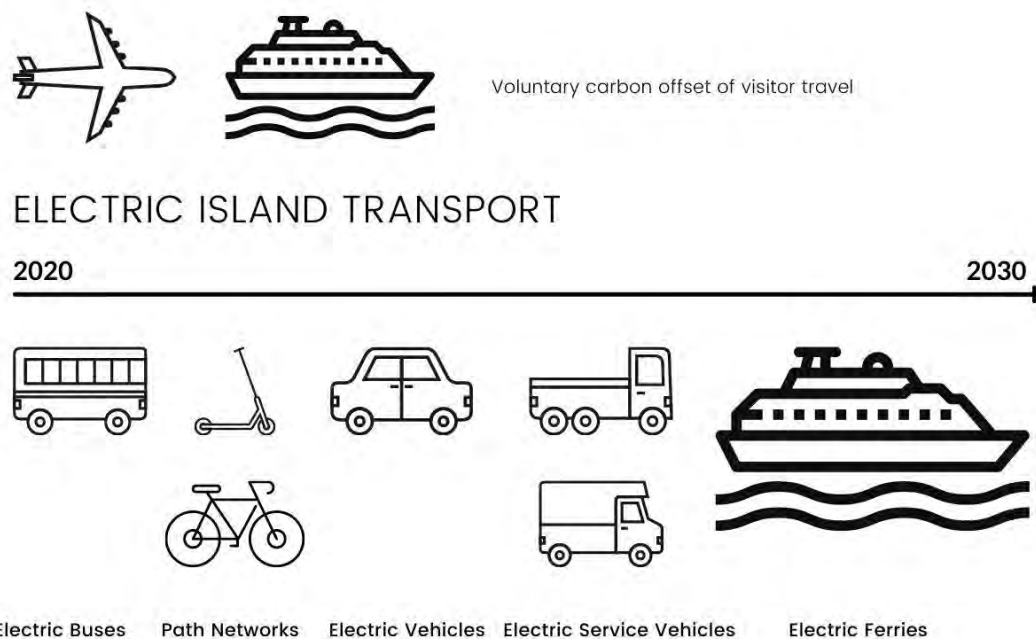 Voluntary carbon offset of visitor travel
ELECTRIC ISLAND TRANSPORT
2020 2030
Electric Buses Path Networks Electric Vehicles Electric Service Vehicles Electric Ferries